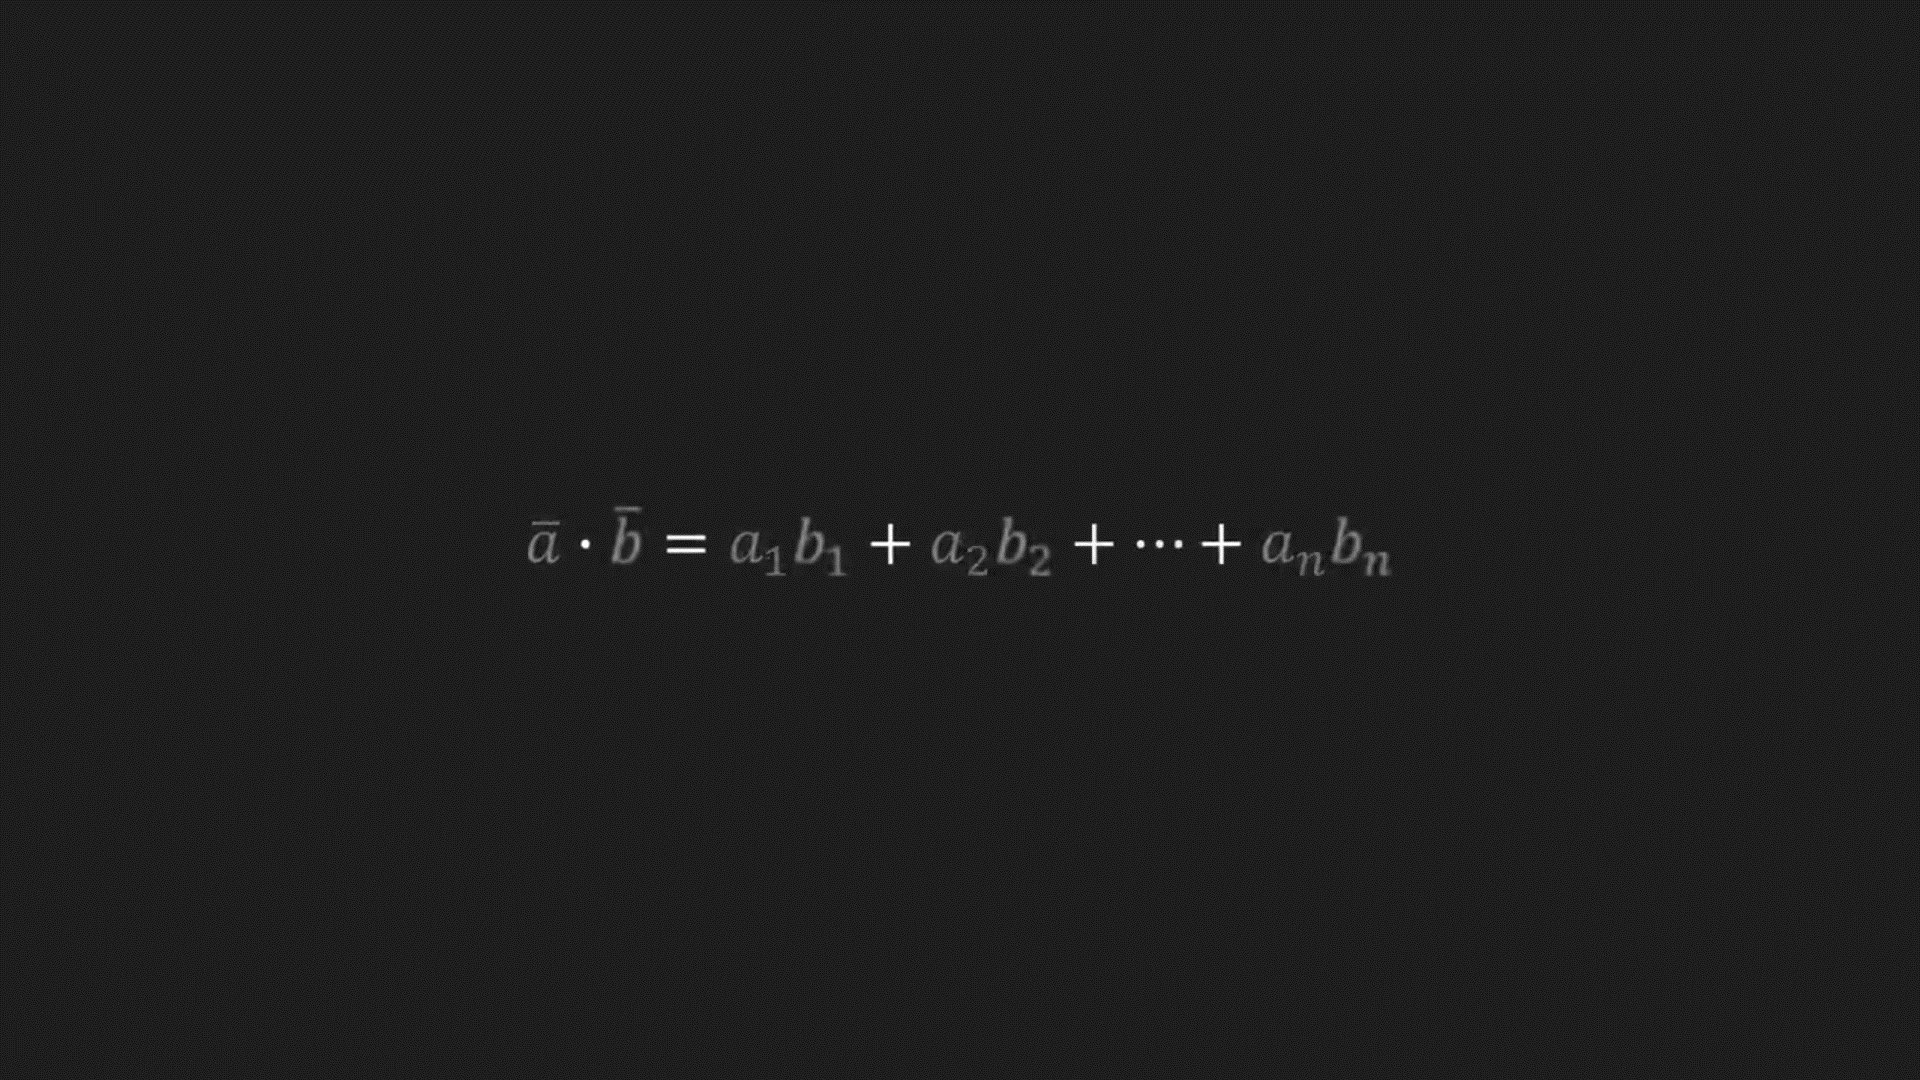 a̅ · b̅ = a₁b₁ + a₂b₂ + ⋯ + aₙbₙ